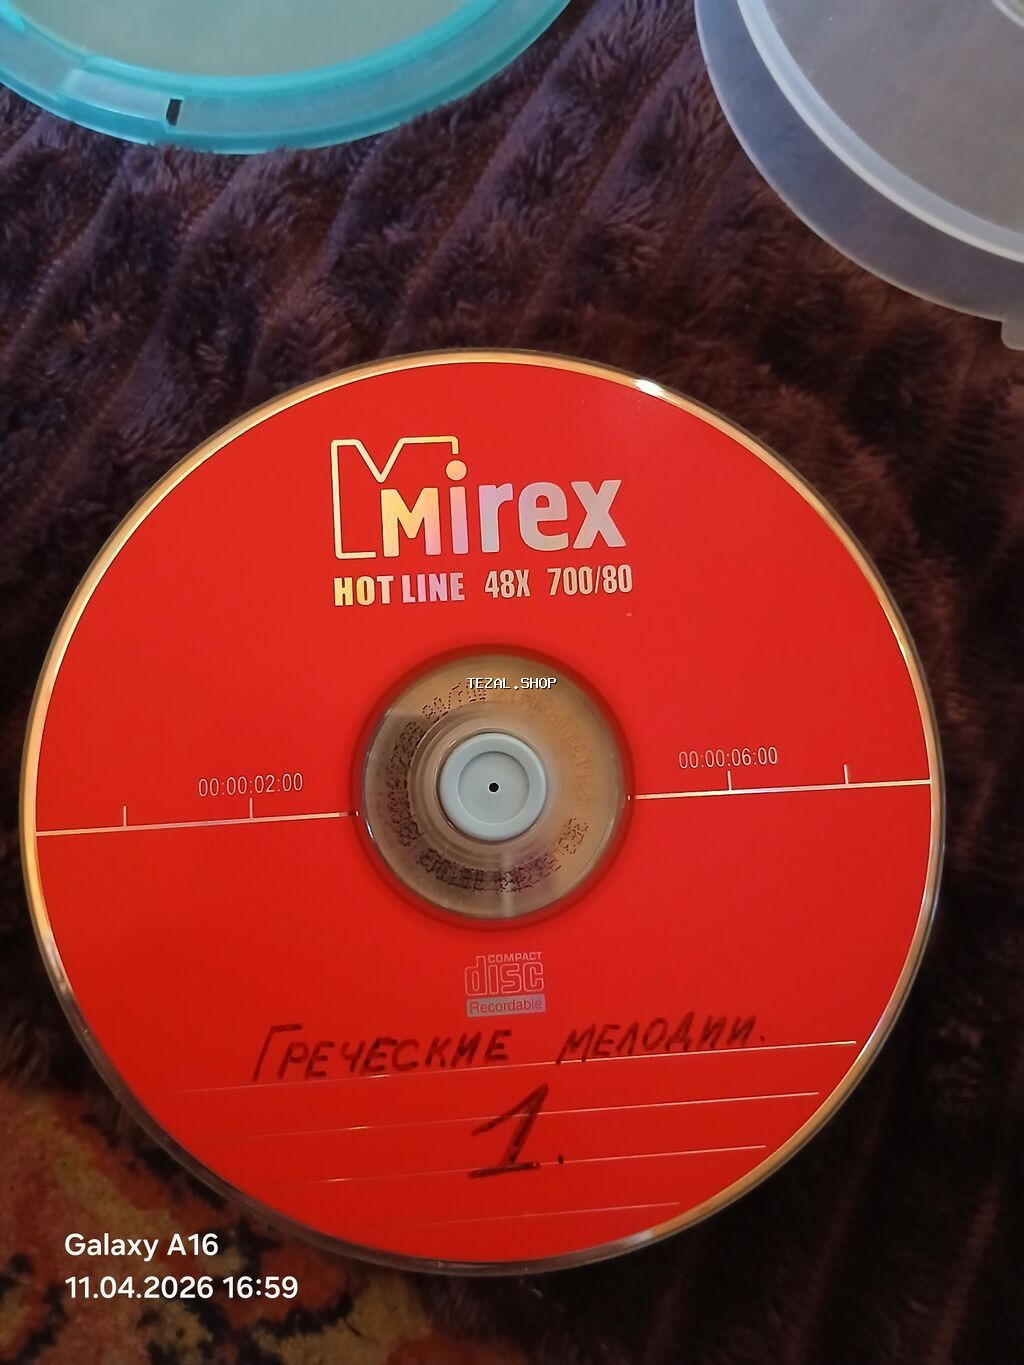 Mirex
HOT LINE 48X 700/80
TEZAL.SHOP
00:00:02:00
00:00:06:00
COMPACT
disc
Recordable
ГРЕЧЕСКИЕ МЕЛОДИИ.
1.
Galaxy A16
11.04.2026 16:59